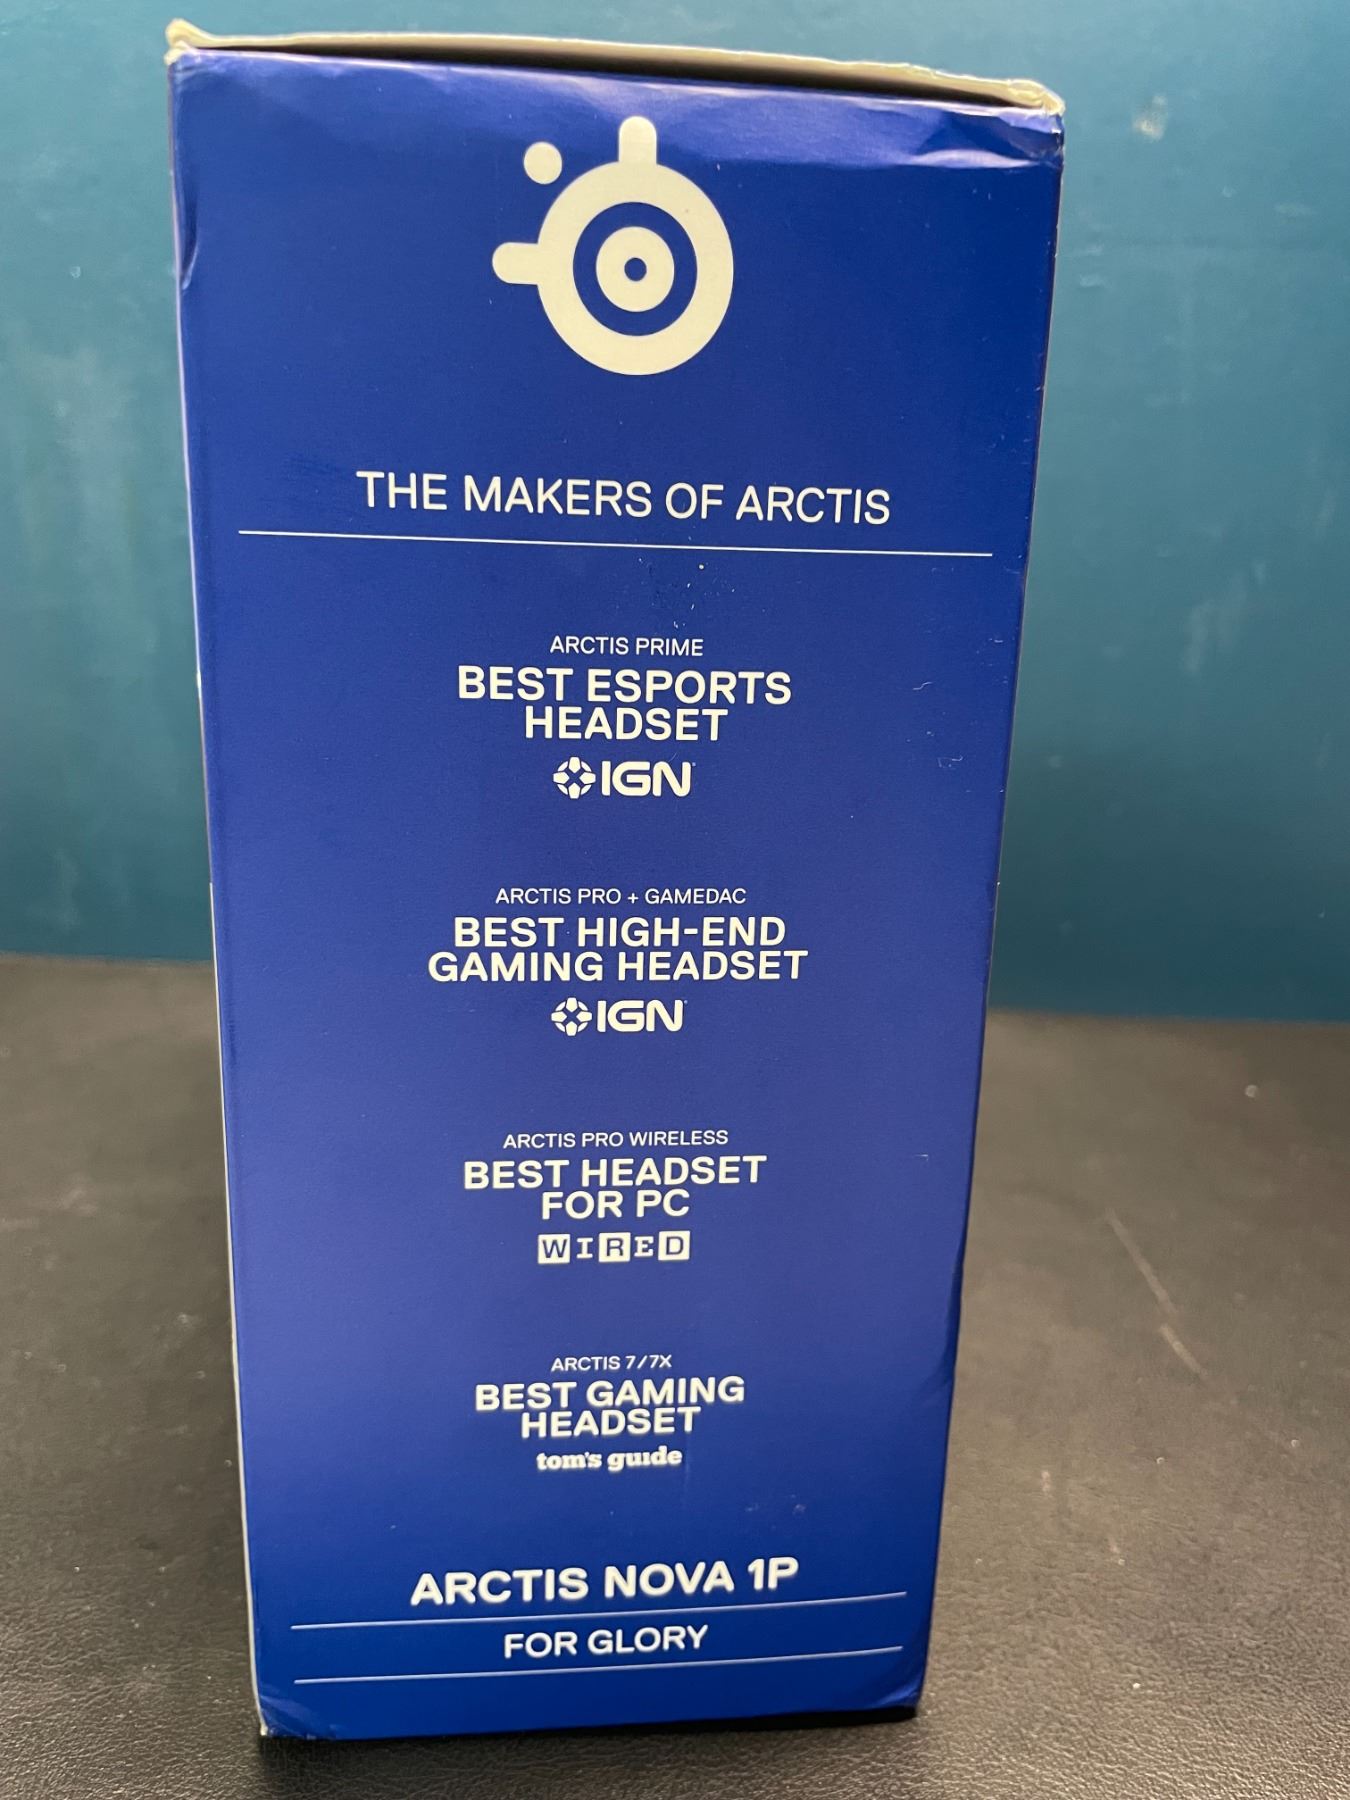 THE MAKERS OF ARCTIS
ARCTIS PRIME
BEST ESPORTS
HEADSET
IGN
ARCTIS PRO + GAMEDAC
BEST HIGH-END
GAMING HEADSET
IGN
ARCTIS PRO WIRELESS
BEST HEADSET
FOR PC
WIRED
ARCTIS 7/7X
BEST GAMING
HEADSET
tom's guide
ARCTIS NOVA 1P
FOR GLORY